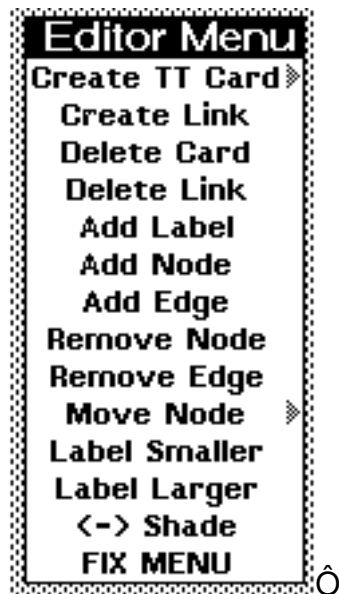 Editor Menu
Create TT Card
Create Link
Delete Card
Delete Link
Add Label
Add Node
Add Edge
Remove Node
Remove Edge
Move Node
Label Smaller
Label Larger
<-> Shade
FIX MENU
Ô